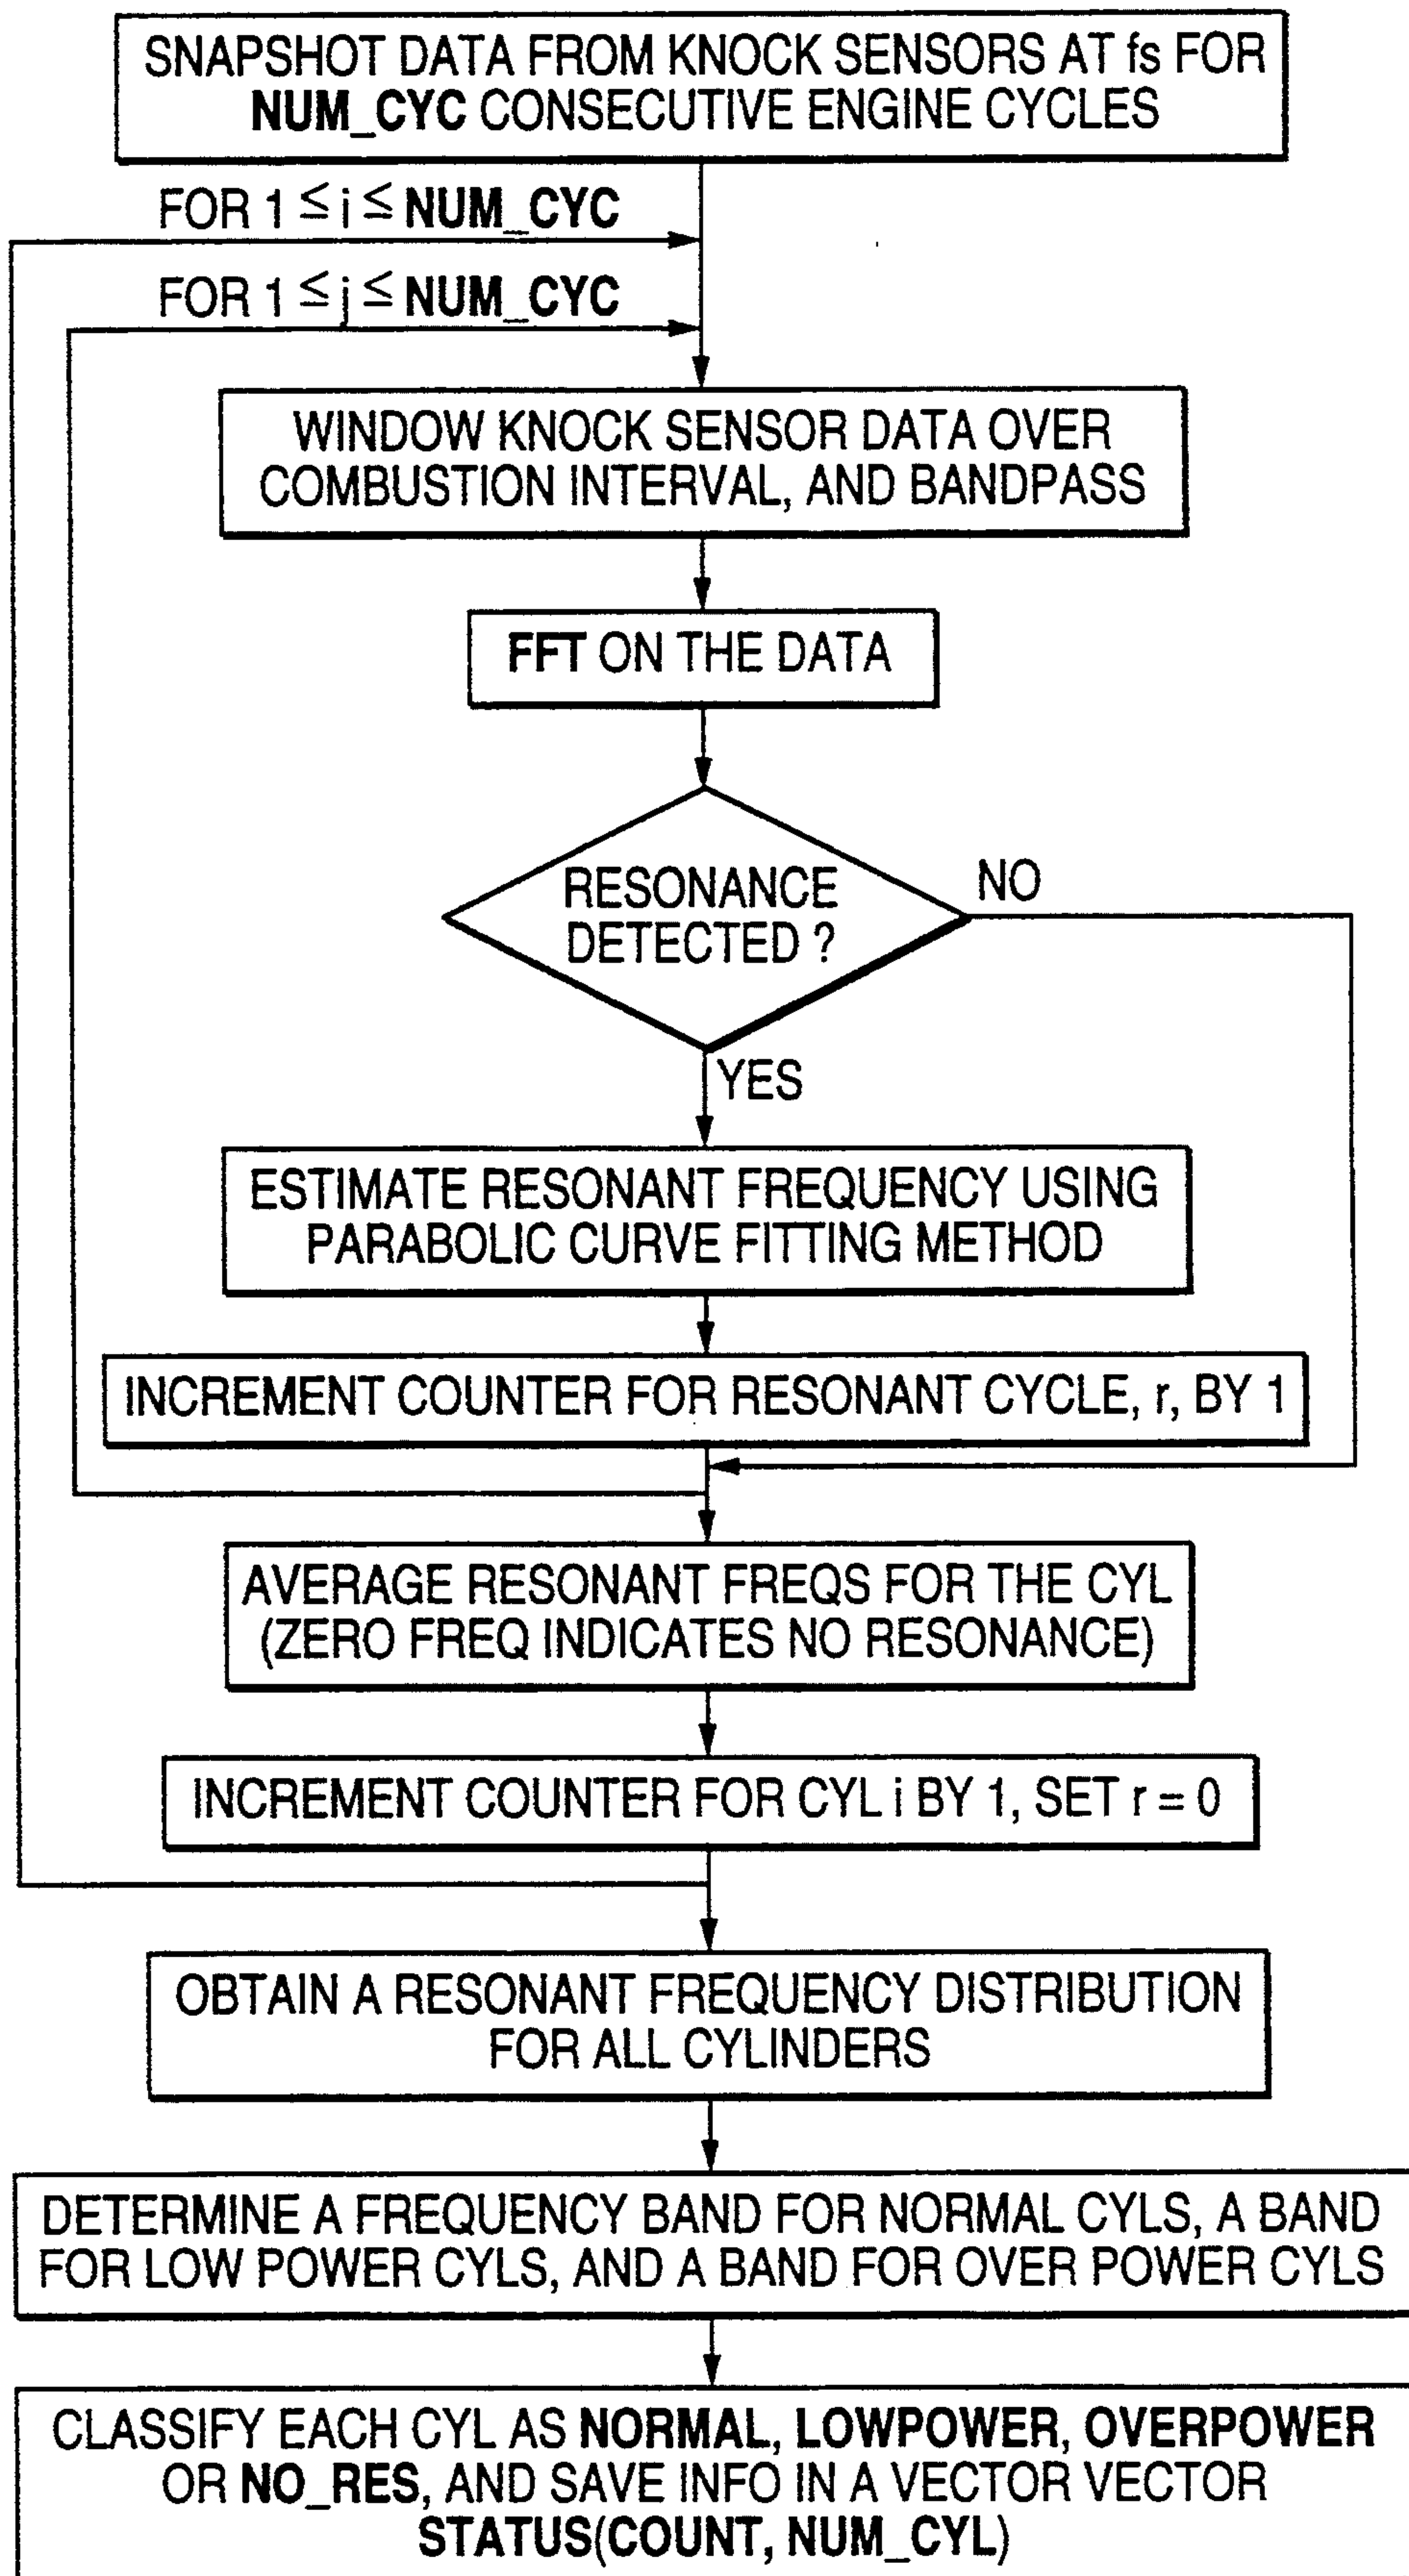 SNAPSHOT DATA FROM KNOCK SENSORS AT fs FOR
NUM_CYC CONSECUTIVE ENGINE CYCLES
FOR 1 ≤ i ≤ NUM_CYC
FOR 1 ≤ j ≤ NUM_CYC
WINDOW KNOCK SENSOR DATA OVER
COMBUSTION INTERVAL, AND BANDPASS
FFT ON THE DATA
RESONANCE
DETECTED ?
NO
YES
ESTIMATE RESONANT FREQUENCY USING
PARABOLIC CURVE FITTING METHOD
INCREMENT COUNTER FOR RESONANT CYCLE, r, BY 1
AVERAGE RESONANT FREQS FOR THE CYL
(ZERO FREQ INDICATES NO RESONANCE)
INCREMENT COUNTER FOR CYL i BY 1, SET r = 0
OBTAIN A RESONANT FREQUENCY DISTRIBUTION
FOR ALL CYLINDERS
DETERMINE A FREQUENCY BAND FOR NORMAL CYLS, A BAND
FOR LOW POWER CYLS, AND A BAND FOR OVER POWER CYLS
CLASSIFY EACH CYL AS NORMAL, LOWPOWER, OVERPOWER
OR NO_RES, AND SAVE INFO IN A VECTOR VECTOR
STATUS(COUNT, NUM_CYL)